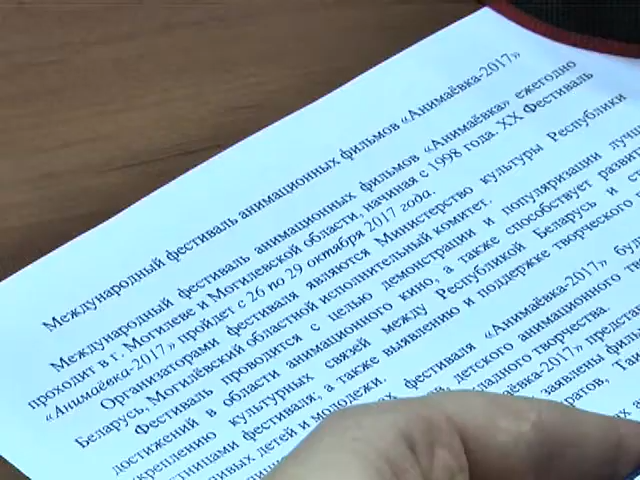 Международный фестиваль анимационных фильмов «Анимаёвка-2017»
Международный фестиваль анимационных фильмов «Анимаёвка» ежегодно
проходит в г. Могилеве и Могилевской области, начиная с 1998 года. XX Фестиваль
«Анимаёвка-2017» пройдет с 26 по 29 октября 2017 года.
Организаторами фестиваля являются Министерство культуры Республики
Беларусь, Могилёвский областной исполнительный комитет.
Фестиваль проводится с целью демонстрации и популяризации
достижений в области анимационного кино, а также способствует
культурных связей между Республикой Беларусь и
фестиваля, а также выявлению и поддержке творческого
детей и молодежи.
фестиваля «Анимаёвка-2017»
детского анимационного
творчества.
заявлены